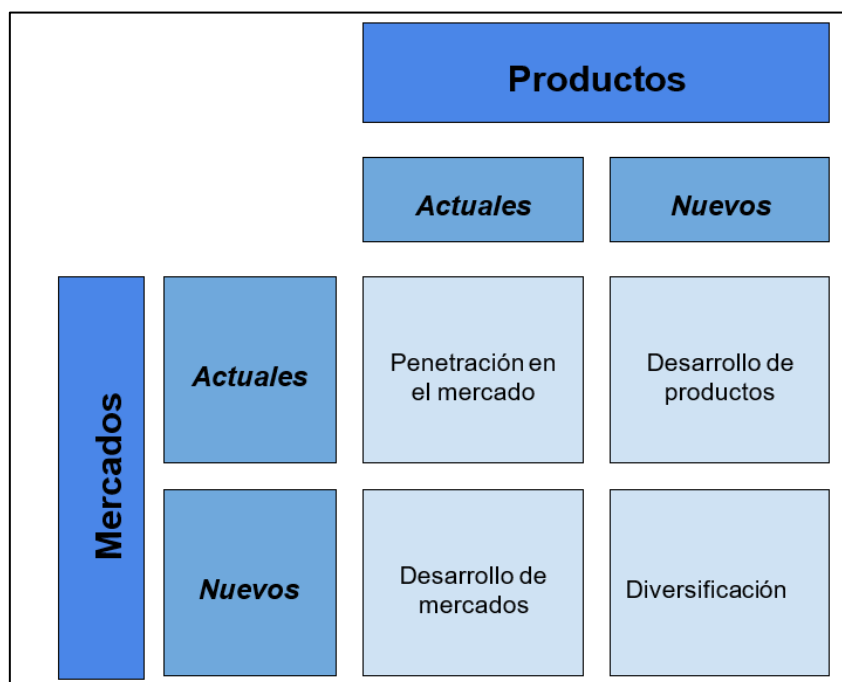 Productos
Actuales
Nuevos
Mercados
Actuales
Penetración en
el mercado
Desarrollo de
productos
Nuevos
Desarrollo de
mercados
Diversificación